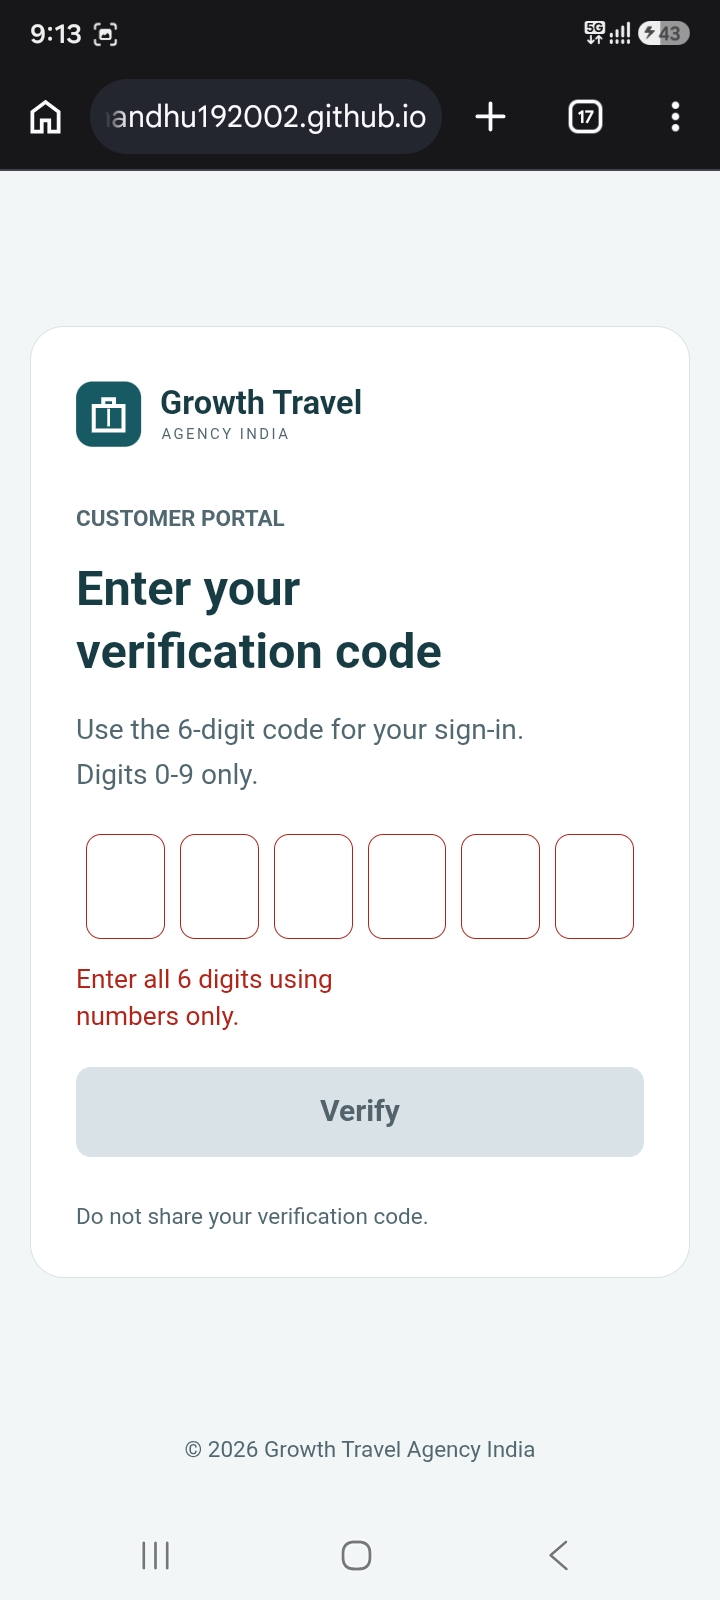 9:13
5G
43
andhu192002.github.io
17
Growth Travel
AGENCY INDIA
CUSTOMER PORTAL
Enter your
verification code
Use the 6-digit code for your sign-in.
Digits 0-9 only.
Enter all 6 digits using
numbers only.
Verify
Do not share your verification code.
© 2026 Growth Travel Agency India